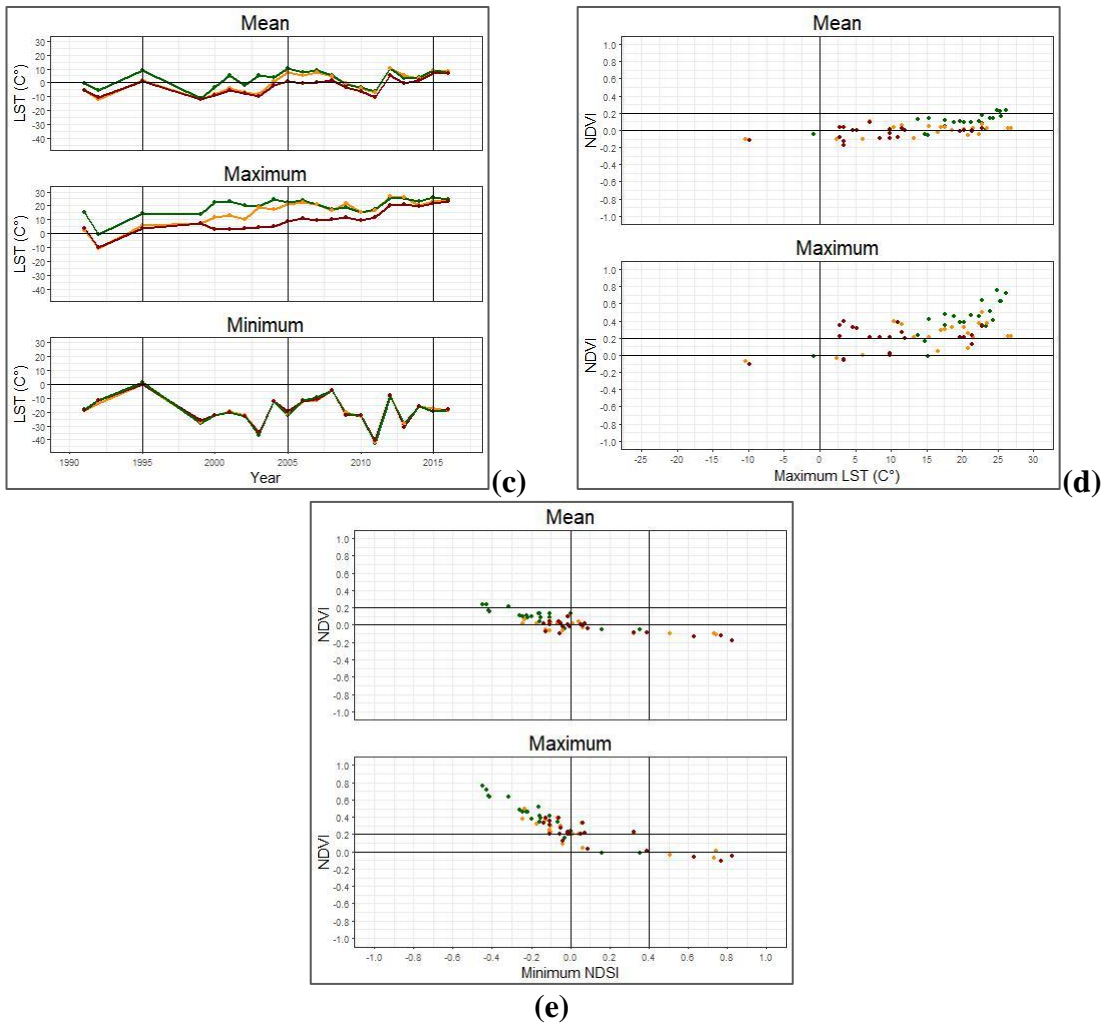 Mean
30
20
10
0
-10
-20
-30
-40
LST (C°)
Maximum
30
20
10
0
-10
-20
-30
-40
LST (C°)
Minimum
30
20
10
0
-10
-20
-30
-40
LST (C°)
1990 1995 2000 2005 2010 2015
Year
(c)
Mean
1.0
0.8
0.6
0.4
0.2
0.0
-0.2
-0.4
-0.6
-0.8
-1.0
NDVI
Maximum
1.0
0.8
0.6
0.4
0.2
0.0
-0.2
-0.4
-0.6
-0.8
-1.0
NDVI
-25 -20 -15 -10 -5 0 5 10 15 20 25 30
Maximum LST (C°)
(d)
Mean
1.0
0.8
0.6
0.4
0.2
0.0
-0.2
-0.4
-0.6
-0.8
-1.0
NDVI
Maximum
1.0
0.8
0.6
0.4
0.2
0.0
-0.2
-0.4
-0.6
-0.8
-1.0
NDVI
-1.0 -0.8 -0.6 -0.4 -0.2 0.0 0.2 0.4 0.6 0.8 1.0
Minimum NDSI
(e)